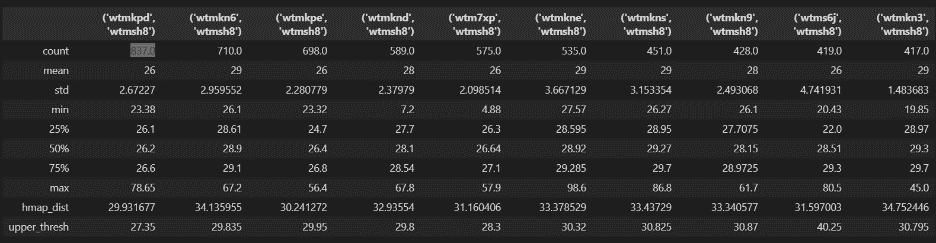 ('wtmkpd', ('wtmkn6', ('wtmkpe', ('wtmknd', ('wtm7xp', ('wtmkne', ('wtmkns', ('wtmkn9', ('wtms6j', ('wtmkn3',
'wtmsh8') 'wtmsh8') 'wtmsh8') 'wtmsh8') 'wtmsh8') 'wtmsh8') 'wtmsh8') 'wtmsh8') 'wtmsh8') 'wtmsh8')
count 837.0 710.0 698.0 589.0 575.0 535.0 451.0 428.0 419.0 417.0
mean 26 29 26 28 26 29 29 28 26 29
std 2.67227 2.959552 2.280779 2.37979 2.098514 3.667129 3.153354 2.493068 4.741931 1.483683
min 23.38 26.1 23.32 7.2 4.88 27.57 26.27 26.1 20.43 19.85
25% 26.1 28.61 24.7 27.7 26.3 28.595 28.95 27.7075 22.0 28.97
50% 26.2 28.9 26.4 28.1 26.64 28.92 29.27 28.15 28.51 29.3
75% 26.6 29.1 26.8 28.54 27.1 29.285 29.7 28.9725 29.3 29.7
max 78.65 67.2 56.4 67.8 57.9 98.6 86.8 61.7 80.5 45.0
hmap_dist 29.931677 34.135955 30.241272 32.93554 31.160406 33.378529 33.43729 33.340577 31.597003 34.752446
upper_thresh 27.35 29.835 29.95 29.8 28.3 30.32 30.825 30.87 40.25 30.795